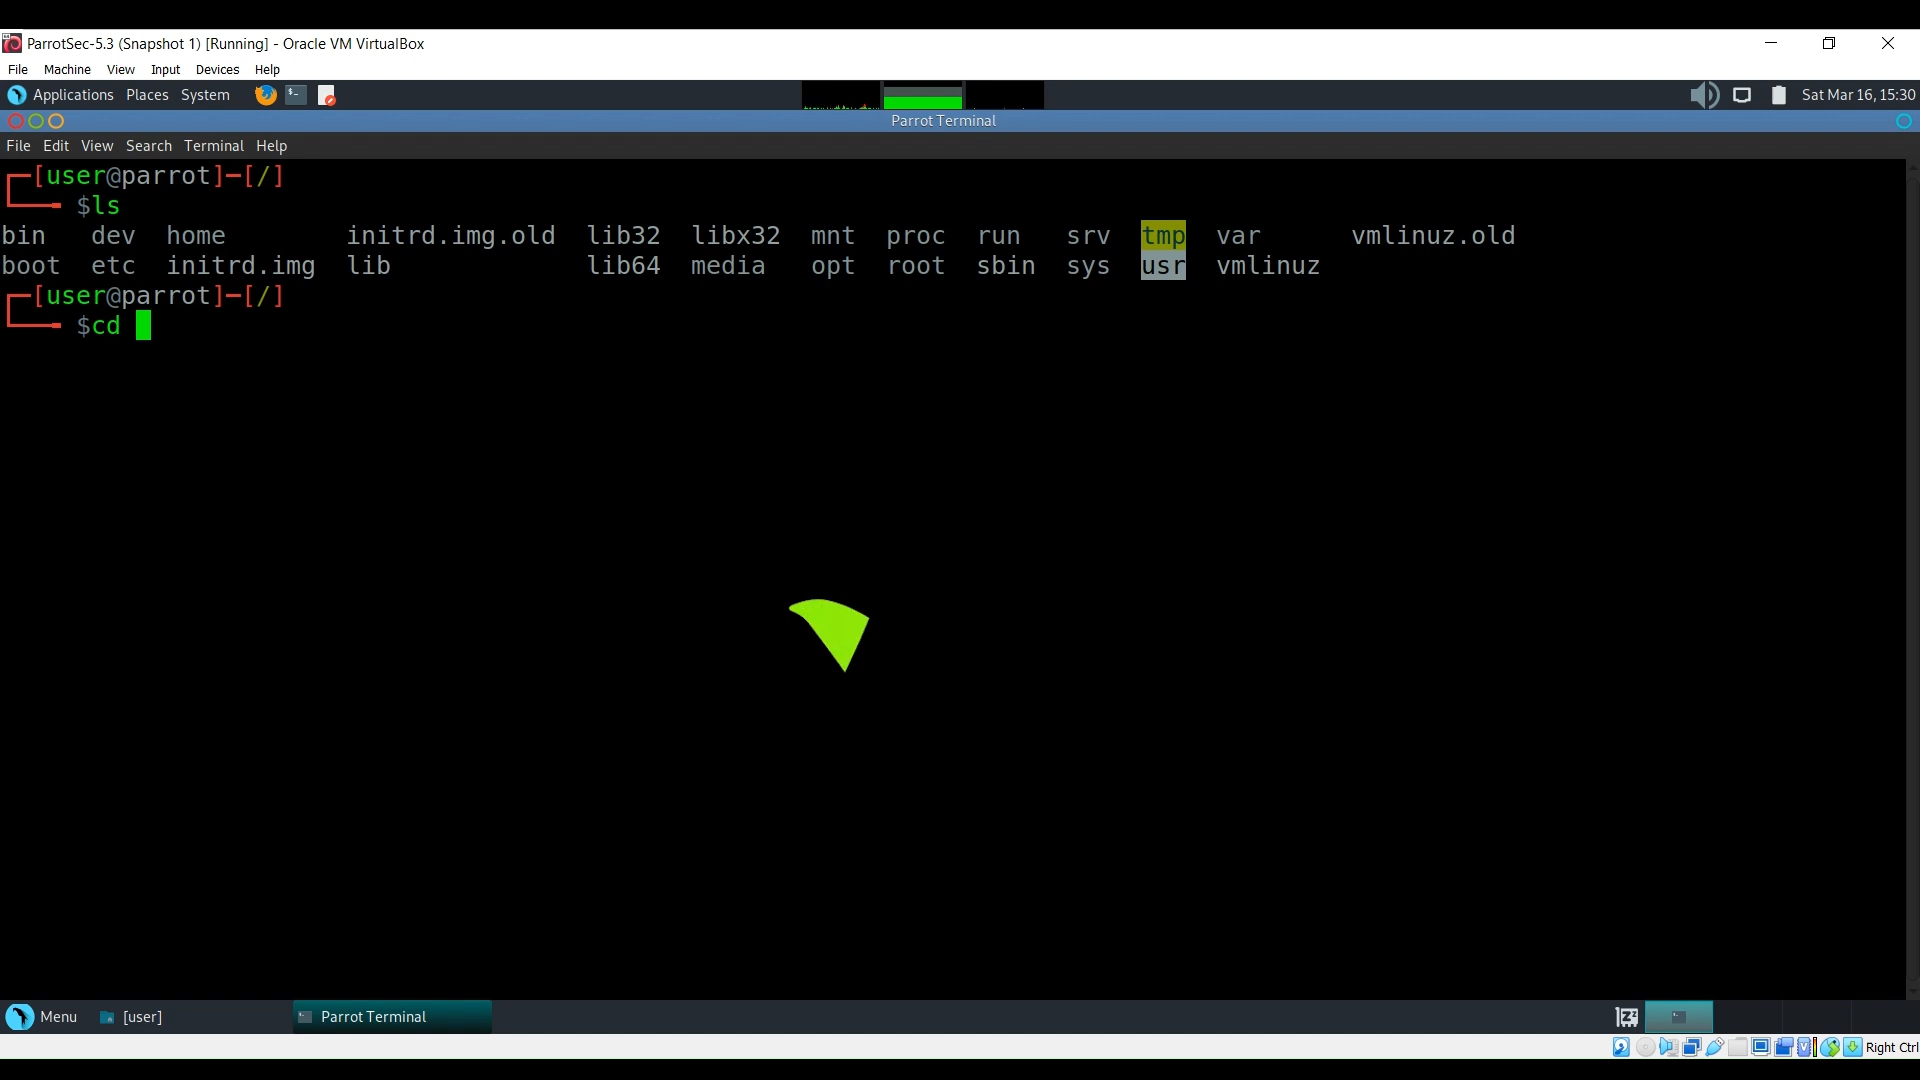 ParrotSec-5.3 (Snapshot 1) [Running] - Oracle VM VirtualBox
File Machine View Input Devices Help
Applications Places System Sat Mar 16, 15:30
Parrot Terminal
File Edit View Search Terminal Help
[user@parrot]-[/]
$ls
bin dev home initrd.img.old lib32 libx32 mnt proc run srv tmp var vmlinuz.old
boot etc initrd.img lib lib64 media opt root sbin sys usr vmlinuz
[user@parrot]-[/]
$cd
Menu [user] Parrot Terminal
Right Ctrl